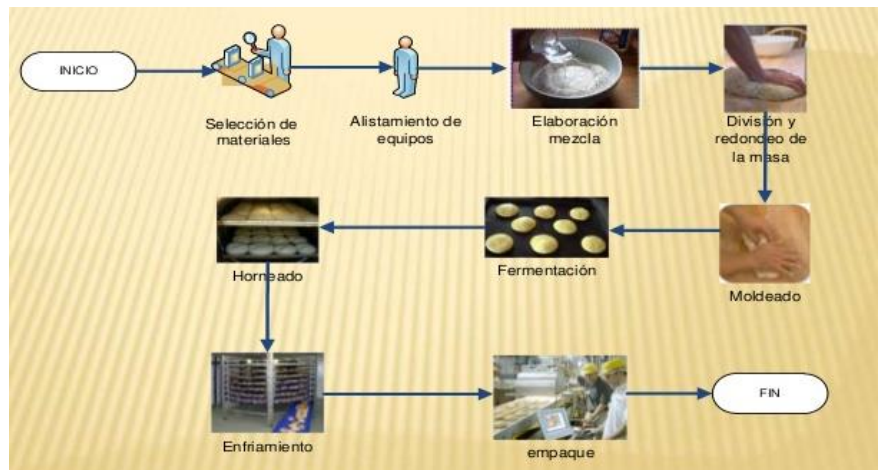 INICIO
Selección de
materiales
Alistamiento de
equipos
Elaboración
mezcla
División y
redondeo de
la masa
Horneado
Fermentación
Moldeado
Enfriamiento
empaque
FIN